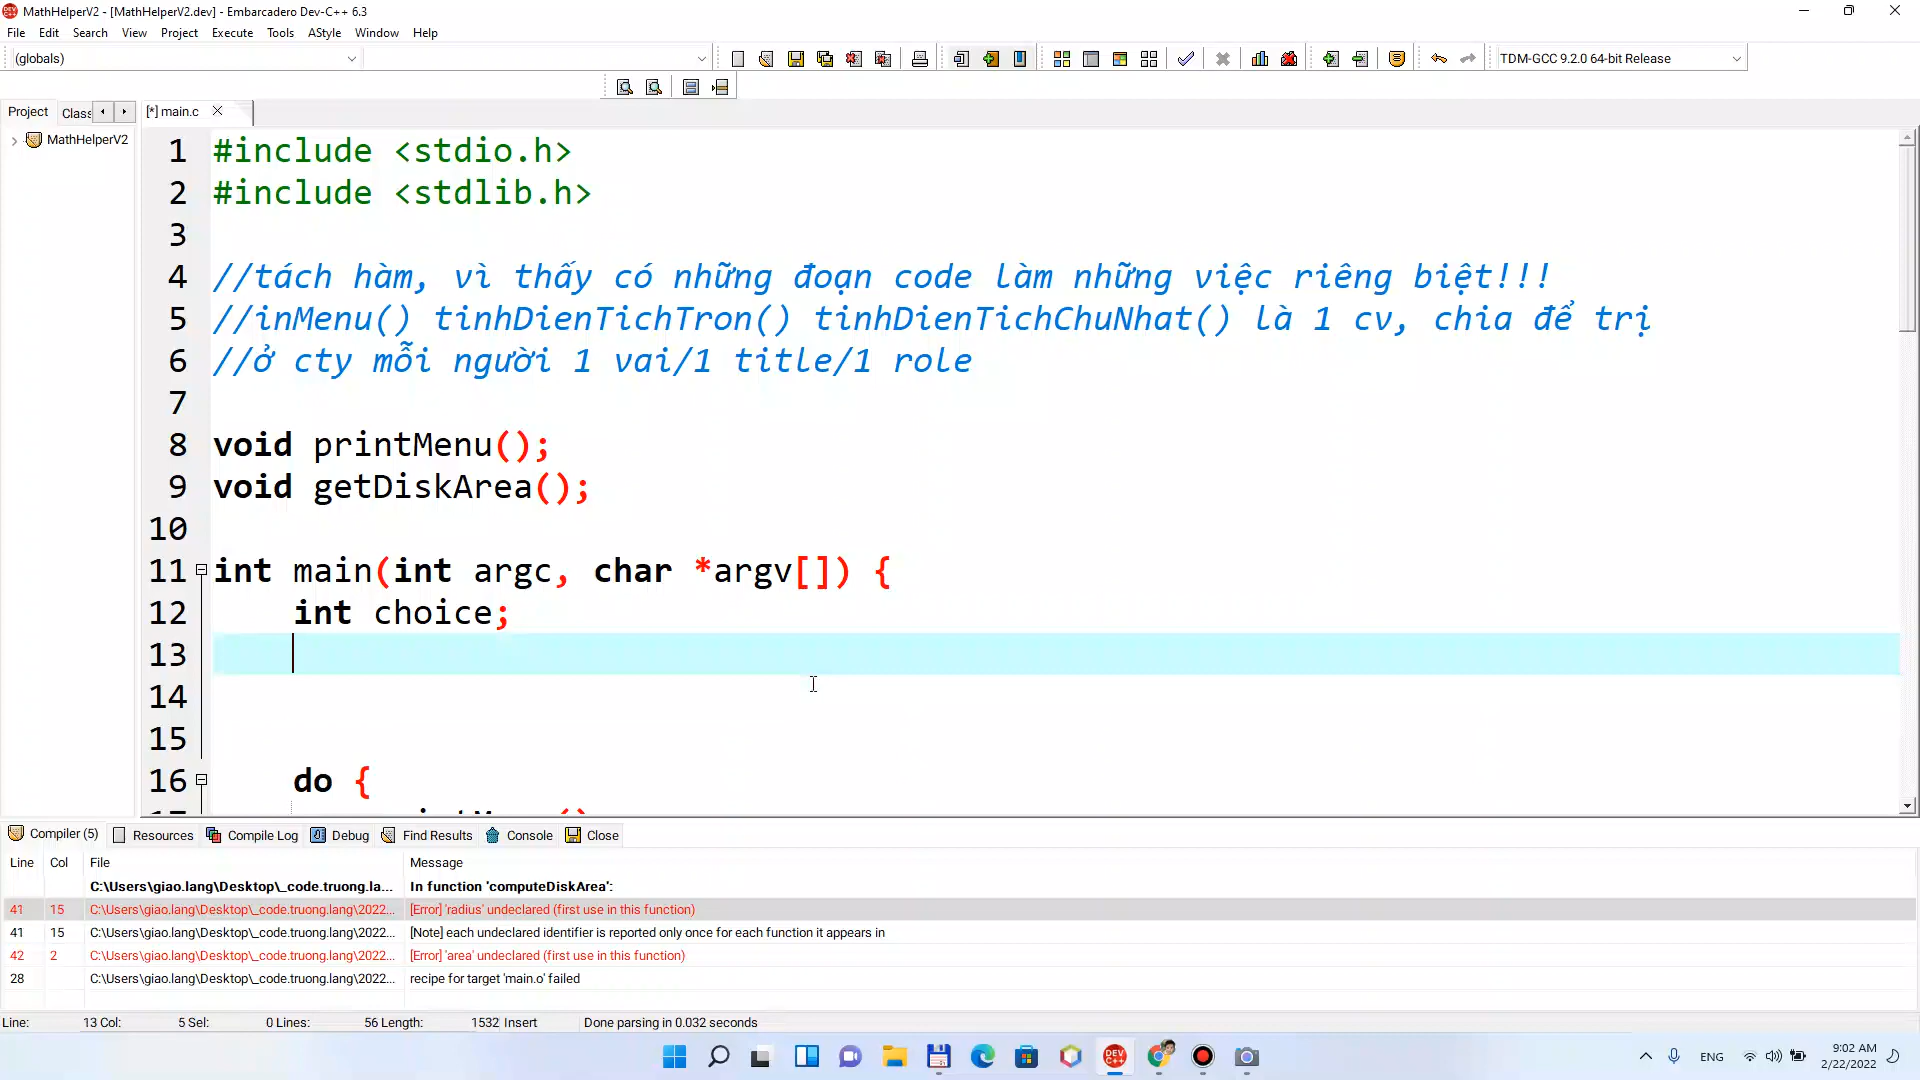 MathHelperV2 - [MathHelperV2.dev] - Embarcadero Dev-C++ 6.3
File Edit Search View Project Execute Tools AStyle Window Help
(globals)
TDM-GCC 9.2.0 64-bit Release
Project Class [*] main.c
MathHelperV2
1 #include <stdio.h>
2 #include <stdlib.h>
3
4 //tách hàm, vì thấy có những đoạn code làm những việc riêng biệt!!!
5 //inMenu() tinhDienTichTron() tinhDienTichChuNhat() là 1 cv, chia để trị
6 //ở cty mỗi người 1 vai/1 title/1 role
7
8 void printMenu();
9 void getDiskArea();
10
11 int main(int argc, char *argv[]) {
12 int choice;
13
14
15
16 do {
Compiler (5) Resources Compile Log Debug Find Results Console Close
Line Col File Message
C:\Users\giao.lang\Desktop\_code.truong.la... In function 'computeDiskArea':
41 15 C:\Users\giao.lang\Desktop\_code.truong.lang\2022... [Error] 'radius' undeclared (first use in this function)
41 15 C:\Users\giao.lang\Desktop\_code.truong.lang\2022... [Note] each undeclared identifier is reported only once for each function it appears in
42 2 C:\Users\giao.lang\Desktop\_code.truong.lang\2022... [Error] 'area' undeclared (first use in this function)
28 C:\Users\giao.lang\Desktop\_code.truong.lang\2022... recipe for target 'main.o' failed
Line: 13 Col: 5 Sel: 0 Lines: 56 Length: 1532 Insert Done parsing in 0.032 seconds
DEV C++
ENG
9:02 AM
2/22/2022